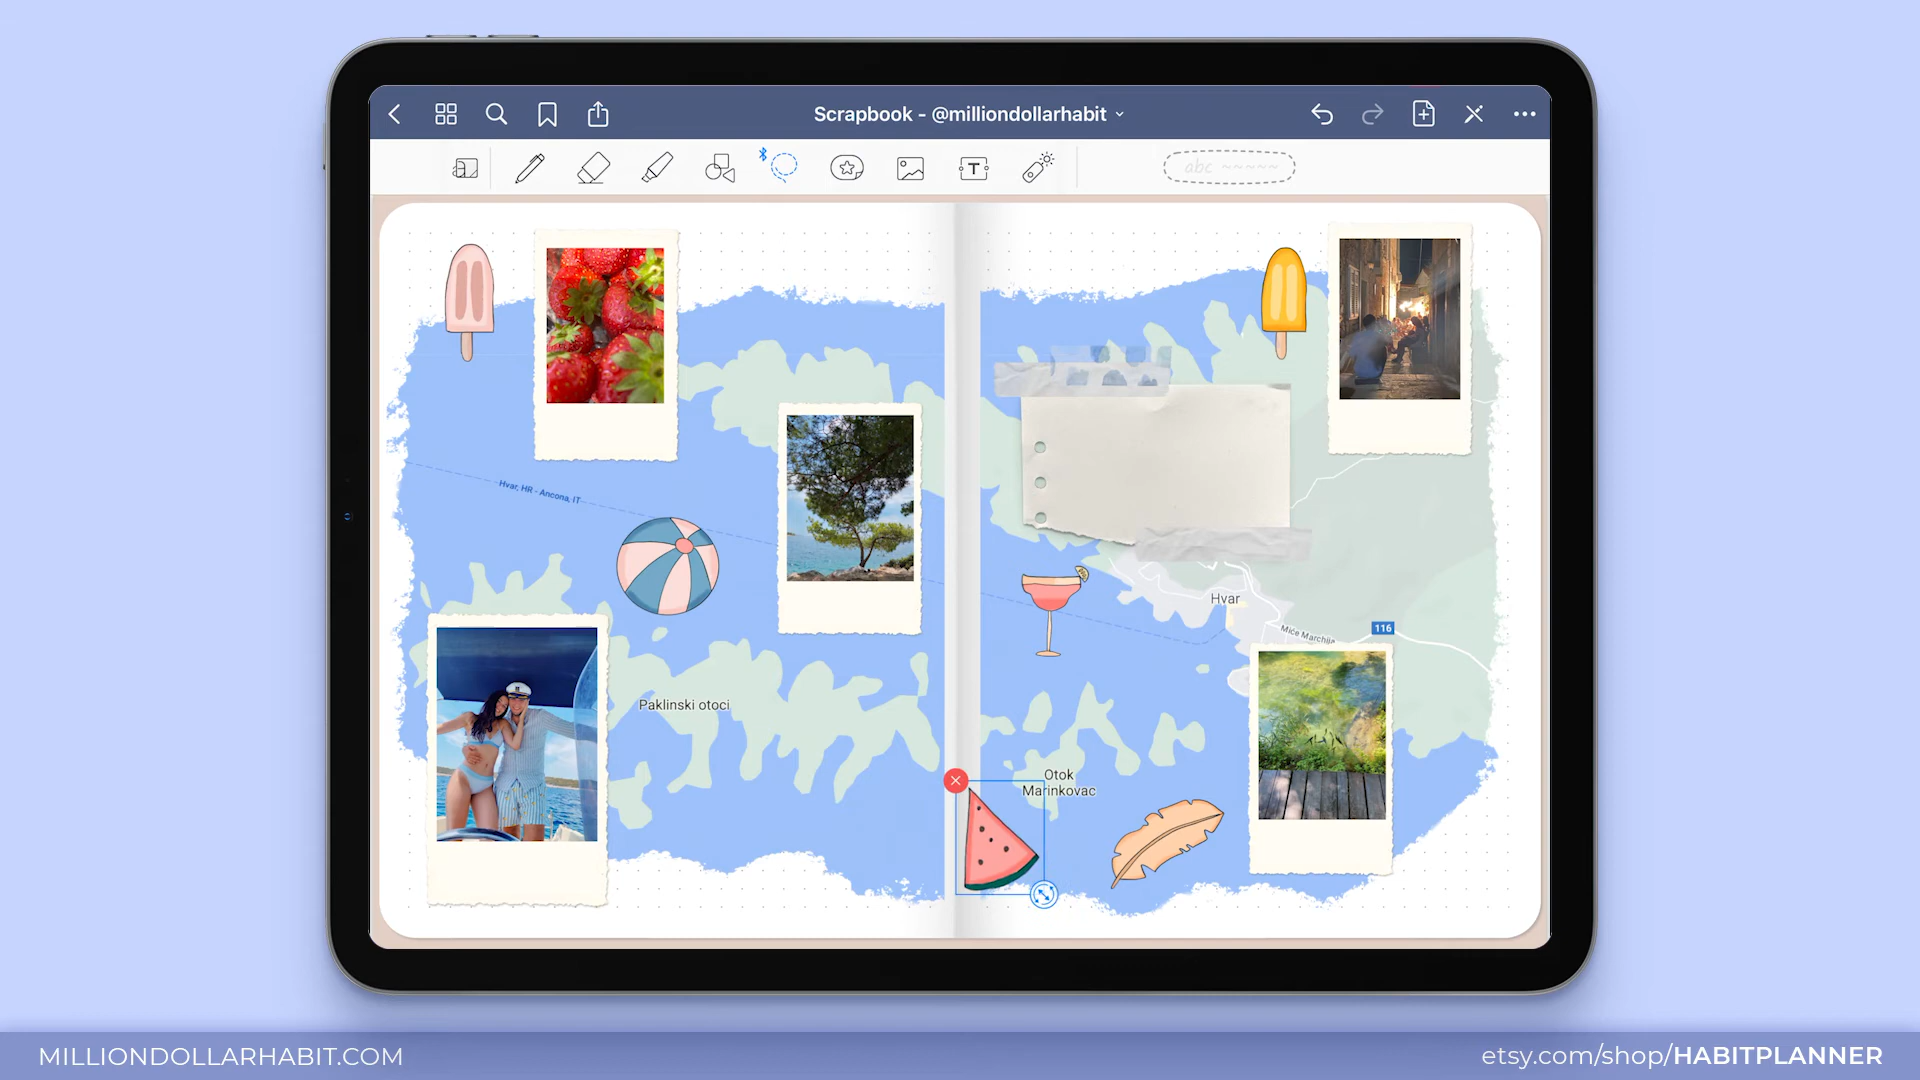 Scrapbook - @milliondollarhabit
T
abc
Hvar, HR - Ancona, IT
Hvar
116
Miće Marchija
Paklinski otoci
Otok
Marinkovac
MILLIONDOLLARHABIT.COM
etsy.com/shop/HABITPLANNER